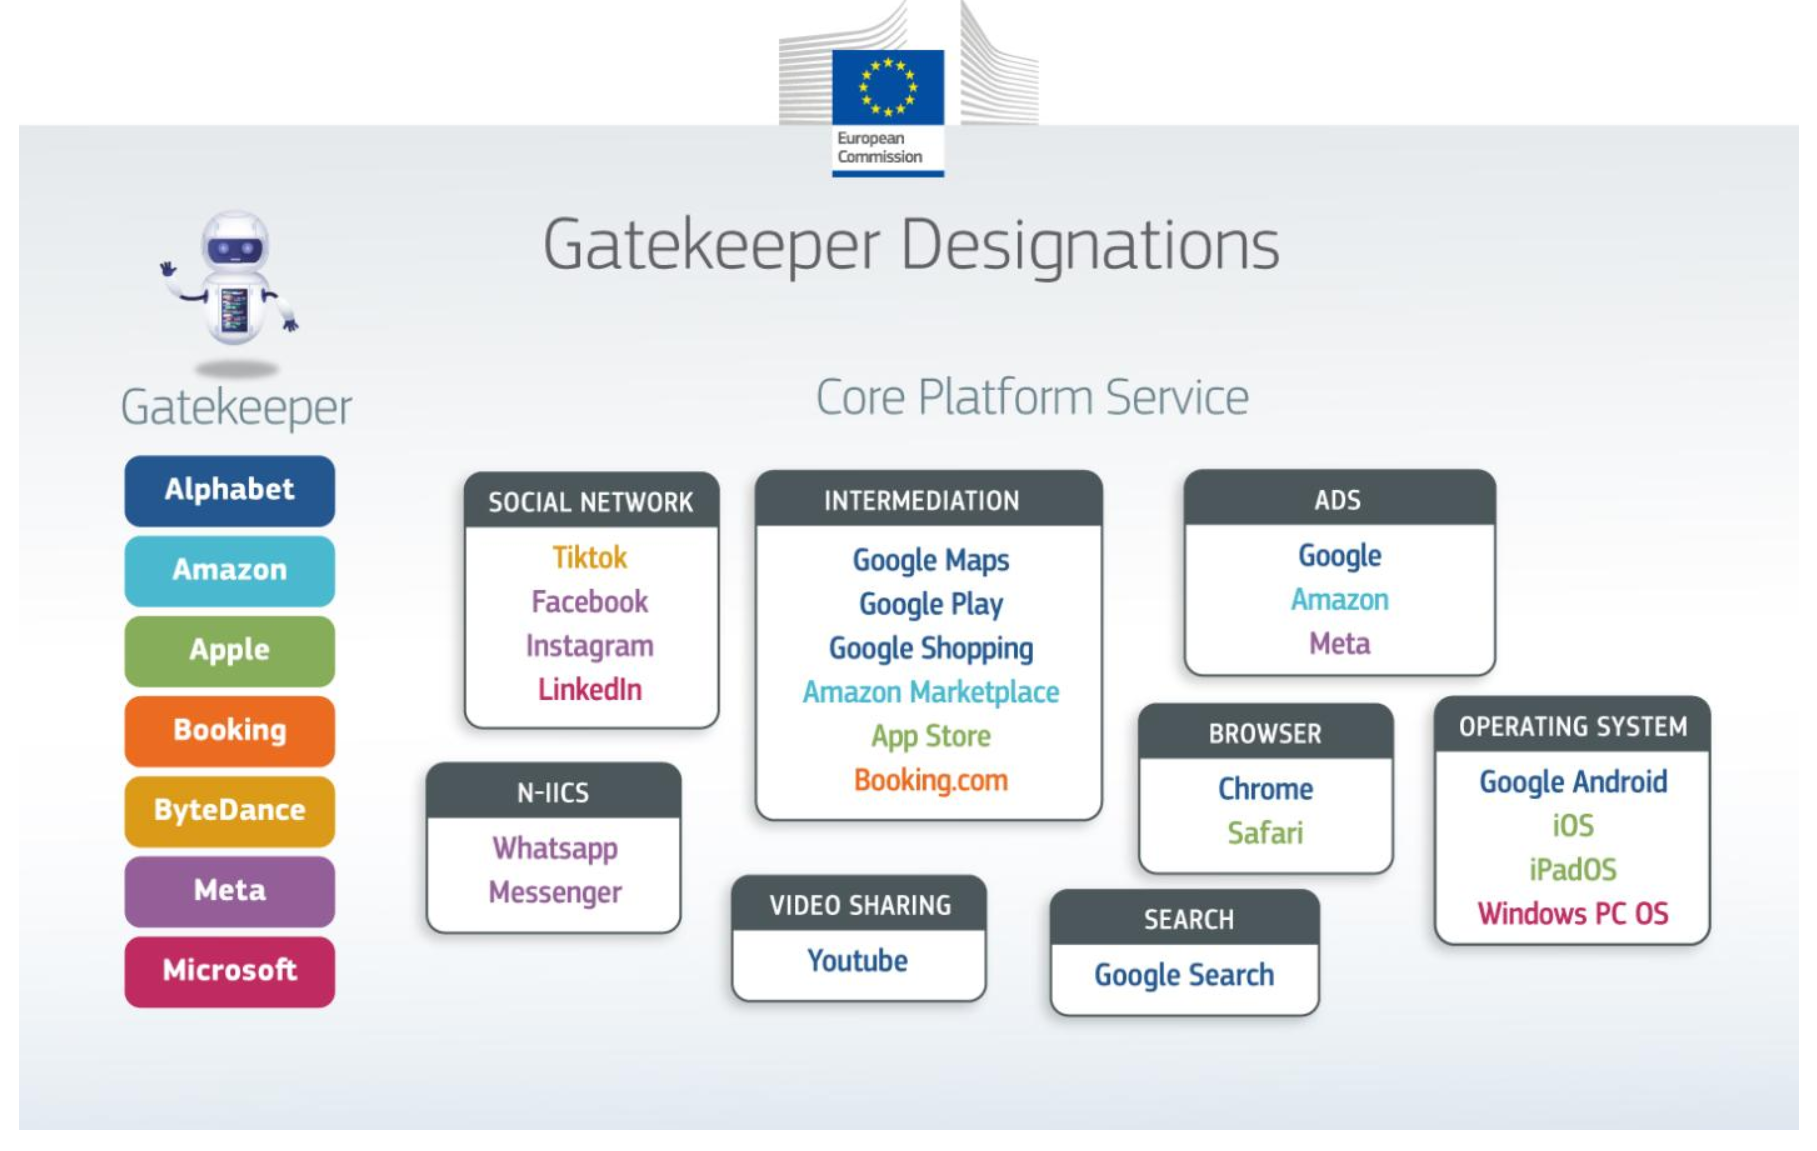 European
Commission
Gatekeeper Designations
Gatekeeper
Alphabet
Amazon
Apple
Booking
ByteDance
Meta
Microsoft
Core Platform Service
SOCIAL NETWORK
Tiktok
Facebook
Instagram
LinkedIn
N-IICS
Whatsapp
Messenger
INTERMEDIATION
Google Maps
Google Play
Google Shopping
Amazon Marketplace
App Store
Booking.com
VIDEO SHARING
Youtube
ADS
Google
Amazon
Meta
BROWSER
Chrome
Safari
SEARCH
Google Search
OPERATING SYSTEM
Google Android
iOS
iPadOS
Windows PC OS